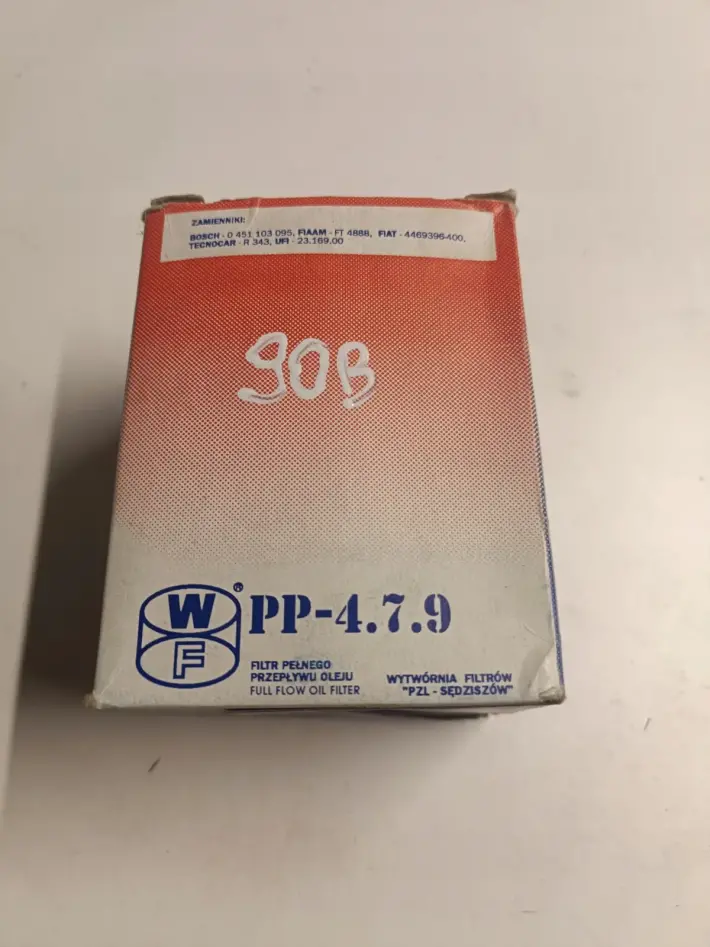 ZAMIENNIKI:
BOSCH - 0 451 103 095, FIAAM - FT 4888, FIAT - 4469396-400,
TECNOCAR - R 343, UFI - 23.169.00
90B
WF® PP-4.7.9
FILTR PEŁNEGO
PRZEPŁYWU OLEJU
FULL FLOW OIL FILTER
WYTWÓRNIA FILTRÓW
"PZL - SĘDZISZÓW"